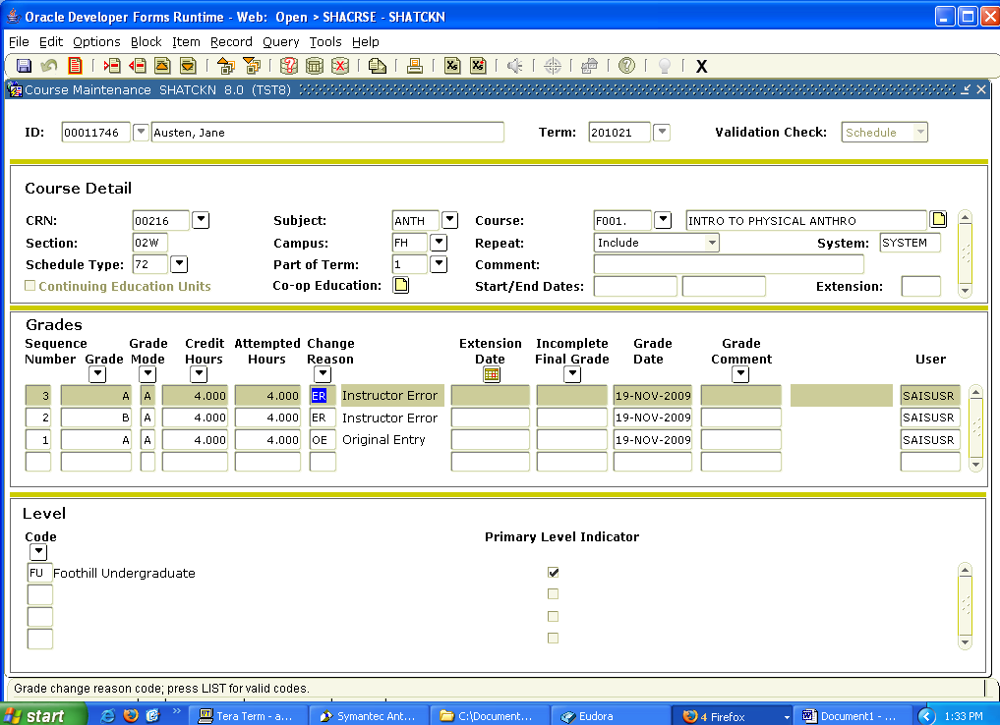 Oracle Developer Forms Runtime - Web: Open > SHACRSE - SHATCKN
File Edit Options Block Item Record Query Tools Help
X
Course Maintenance SHATCKN 8.0 (TST8)
ID: 00011746 Austen, Jane Term: 201021 Validation Check: Schedule
Course Detail
CRN: 00216 Subject: ANTH Course: F001. INTRO TO PHYSICAL ANTHRO
Section: 02W Campus: FH Repeat: Include System: SYSTEM
Schedule Type: 72 Part of Term: 1 Comment:
Continuing Education Units Co-op Education: Start/End Dates: Extension:
Grades
Sequence Grade Credit Attempted Change Extension Incomplete Grade Grade
Number Grade Mode Hours Hours Reason Date Final Grade Date Comment User
3 A A 4.000 4.000 ER Instructor Error 19-NOV-2009 SAISUSR
2 B A 4.000 4.000 ER Instructor Error 19-NOV-2009 SAISUSR
1 A A 4.000 4.000 OE Original Entry 19-NOV-2009 SAISUSR
Level
Code Primary Level Indicator
FU Foothill Undergraduate
Grade change reason code; press LIST for valid codes.
start Tera Term - a... Symantec Ant... C:\Document... Eudora 4 Firefox Document1 - ... 1:33 PM